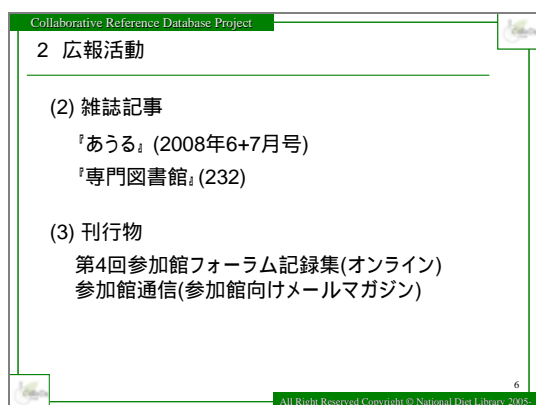 Collaborative Reference Database Project
2 広報活動
(2) 雑誌記事
『あうる』(2008年6+7月号)
『専門図書館』(232)
(3) 刊行物
第4回参加館フォーラム記録集(オンライン)
参加館通信(参加館向けメールマガジン)
6
All Right Reserved Copyright © National Diet Library 2005-